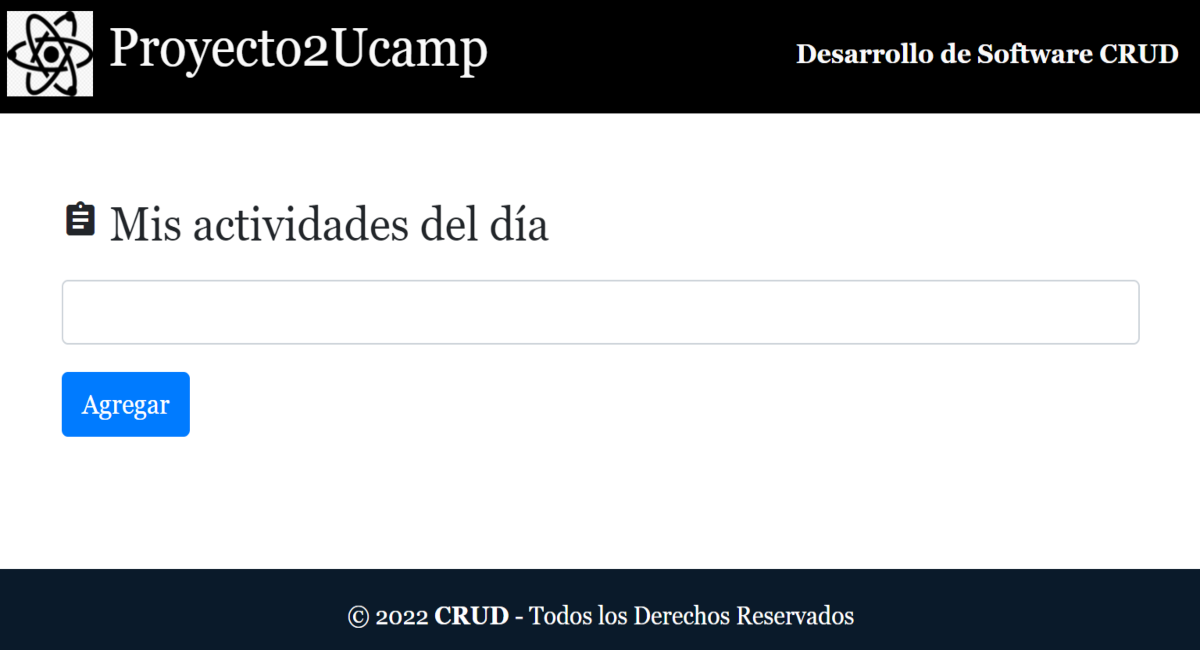 Proyecto2Ucamp
Desarrollo de Software CRUD
Mis actividades del día
Agregar
© 2022 CRUD - Todos los Derechos Reservados